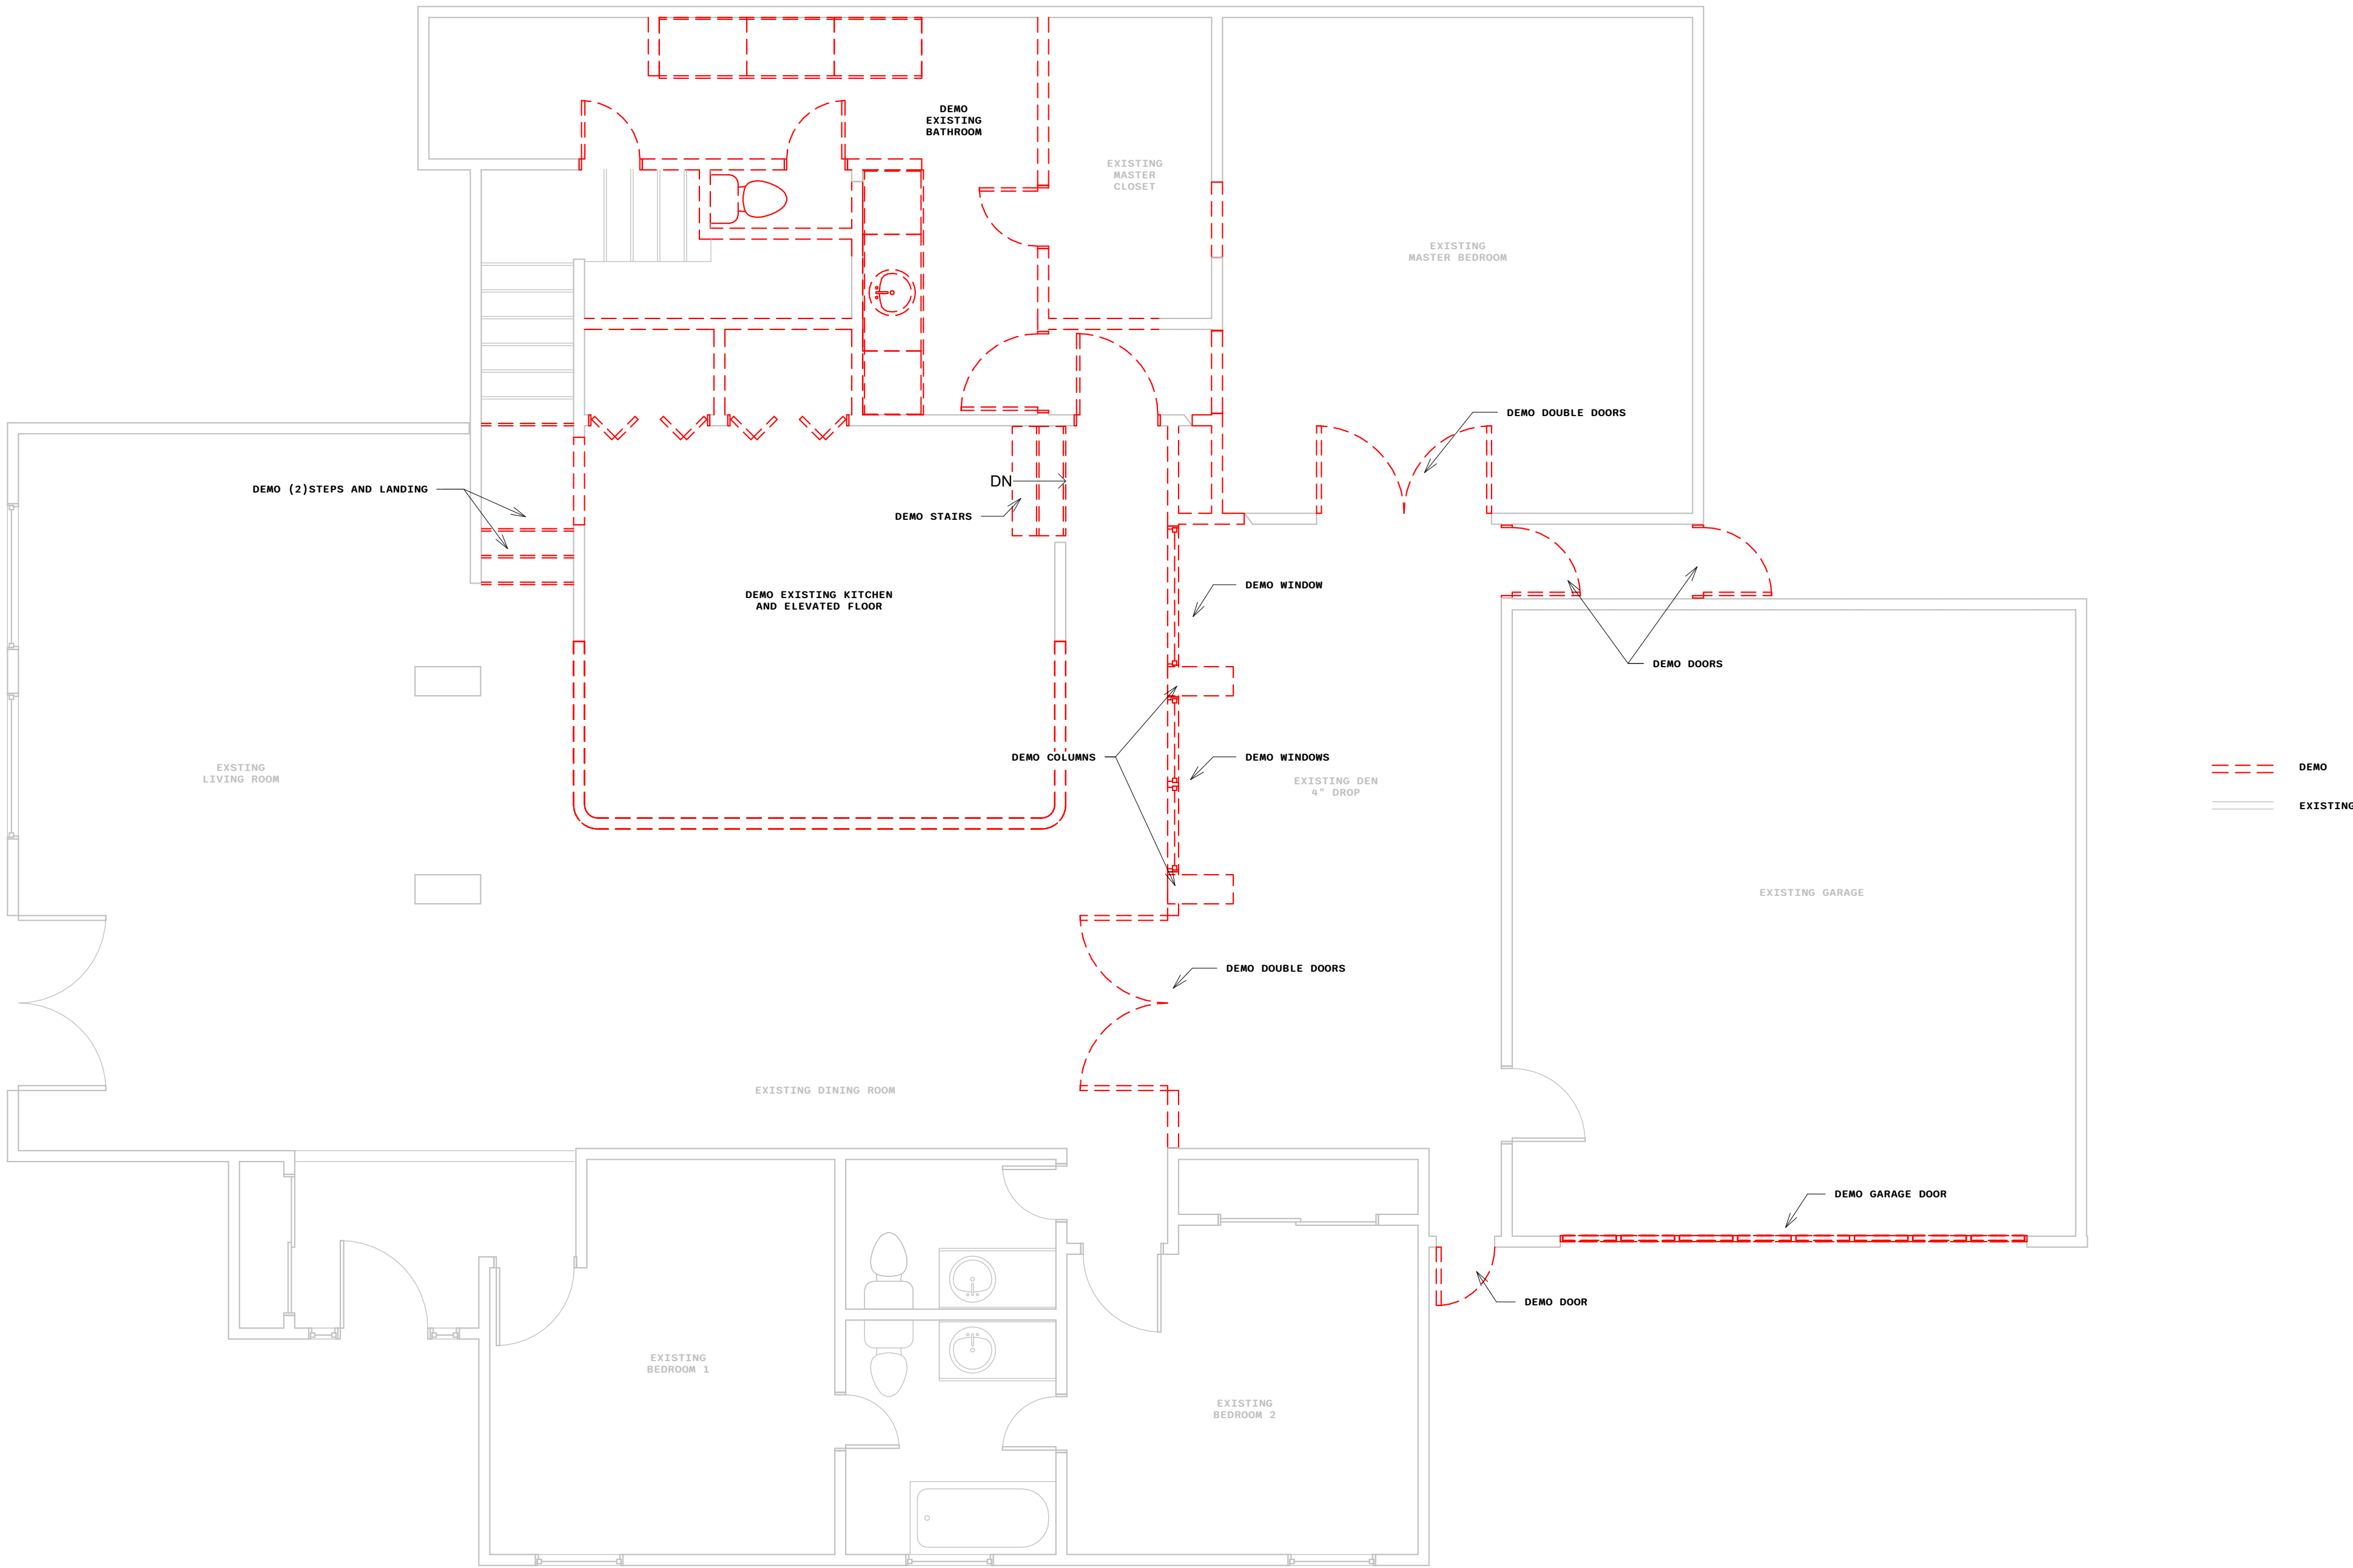 DEMO
EXISTING
BATHROOM
EXISTING
MASTER
CLOSET
EXISTING
MASTER BEDROOM
DEMO DOUBLE DOORS
DEMO (2)STEPS AND LANDING
DN
DEMO STAIRS
DEMO EXISTING KITCHEN
AND ELEVATED FLOOR
DEMO WINDOW
DEMO DOORS
EXSTING
LIVING ROOM
DEMO COLUMNS
DEMO WINDOWS
EXISTING DEN
4" DROP
DEMO
EXISTING
EXISTING GARAGE
DEMO DOUBLE DOORS
EXISTING DINING ROOM
DEMO GARAGE DOOR
DEMO DOOR
EXISTING
BEDROOM 1
EXISTING
BEDROOM 2